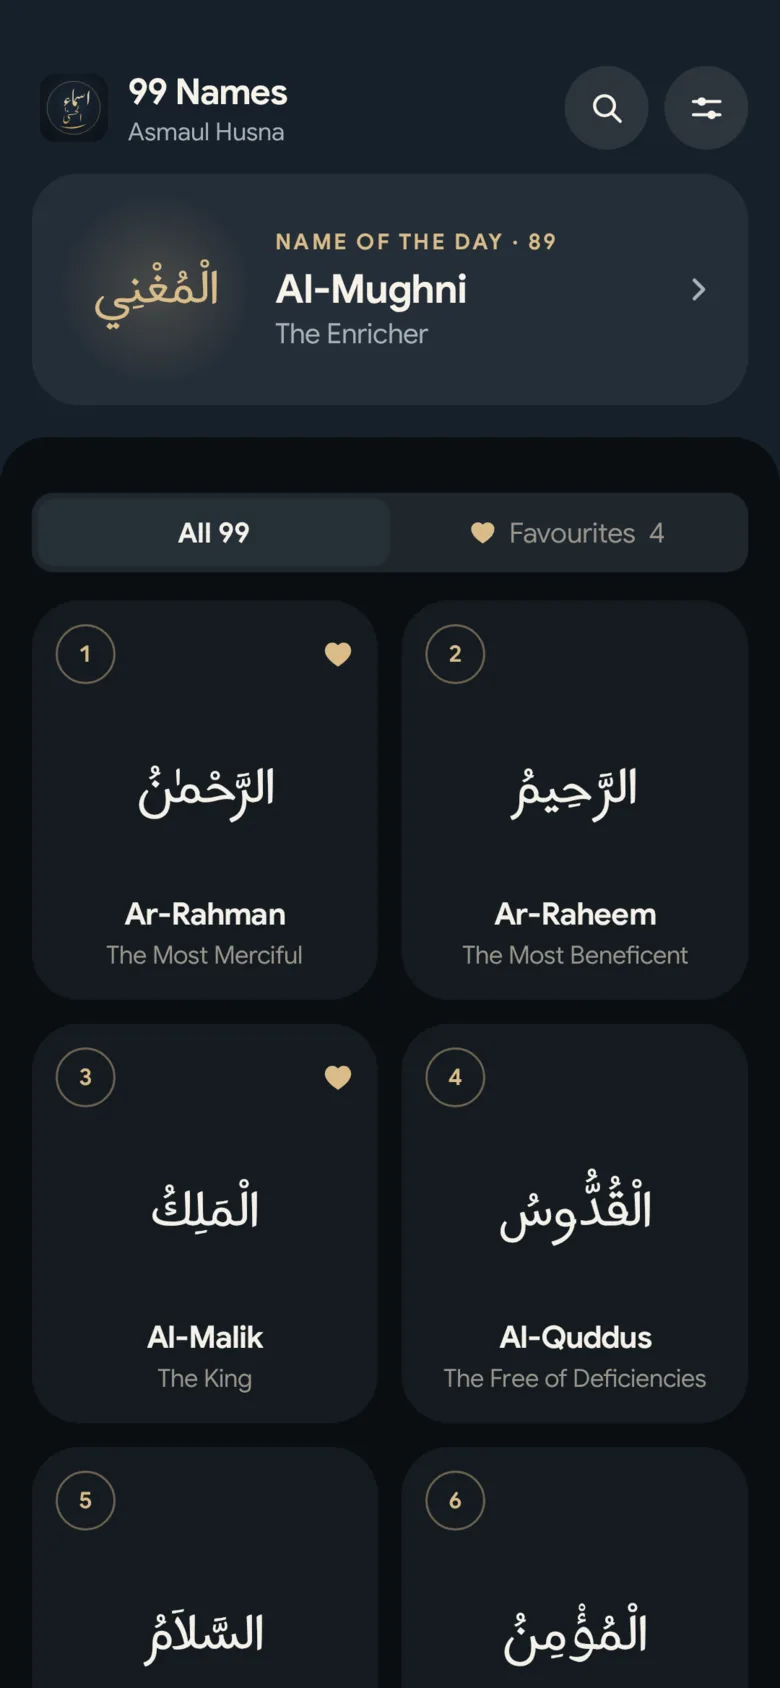 99 Names
Asmaul Husna
الْمُغْنِي
NAME OF THE DAY · 89
Al-Mughni
The Enricher
All 99
Favourites 4
1
2
الرَّحْمٰنُ
الرَّحِيمُ
Ar-Rahman
Ar-Raheem
The Most Merciful
The Most Beneficent
3
4
الْمَلِكُ
الْقُدُّوسُ
Al-Malik
Al-Quddus
The King
The Free of Deficiencies
5
6
السَّلاَمُ
الْمُؤْمِنُ